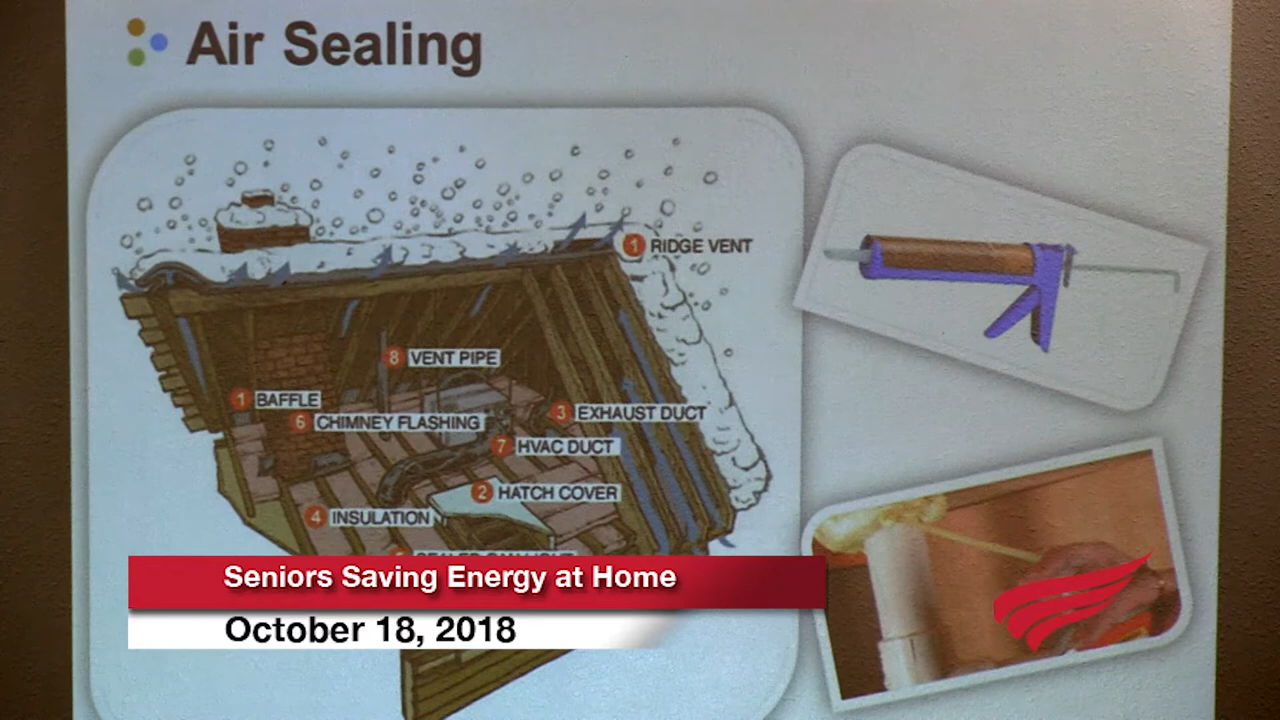 Air Sealing
1 RIDGE VENT
8 VENT PIPE
1 BAFFLE
3 EXHAUST DUCT
6 CHIMNEY FLASHING
7 HVAC DUCT
2 HATCH COVER
4 INSULATION
Seniors Saving Energy at Home
October 18, 2018